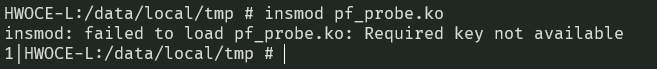 HWOCE-L:/data/local/tmp # insmod pf_probe.ko
insmod: failed to load pf_probe.ko: Required key not available
1|HWOCE-L:/data/local/tmp #